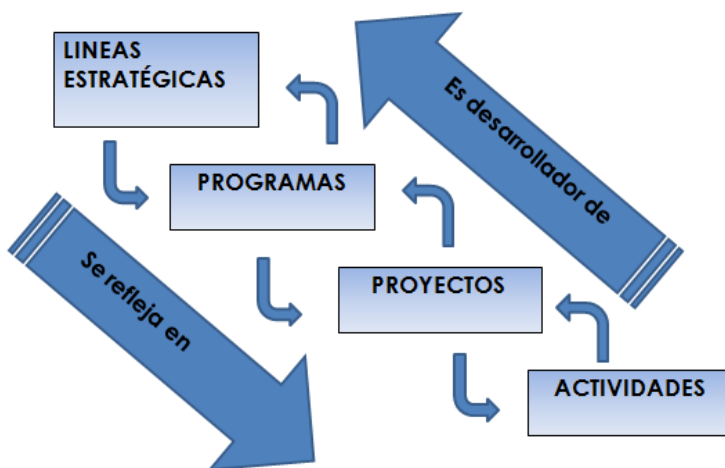 LINEAS
ESTRATÉGICAS
Es desarrollador de
PROGRAMAS
Se refleja en
PROYECTOS
ACTIVIDADES